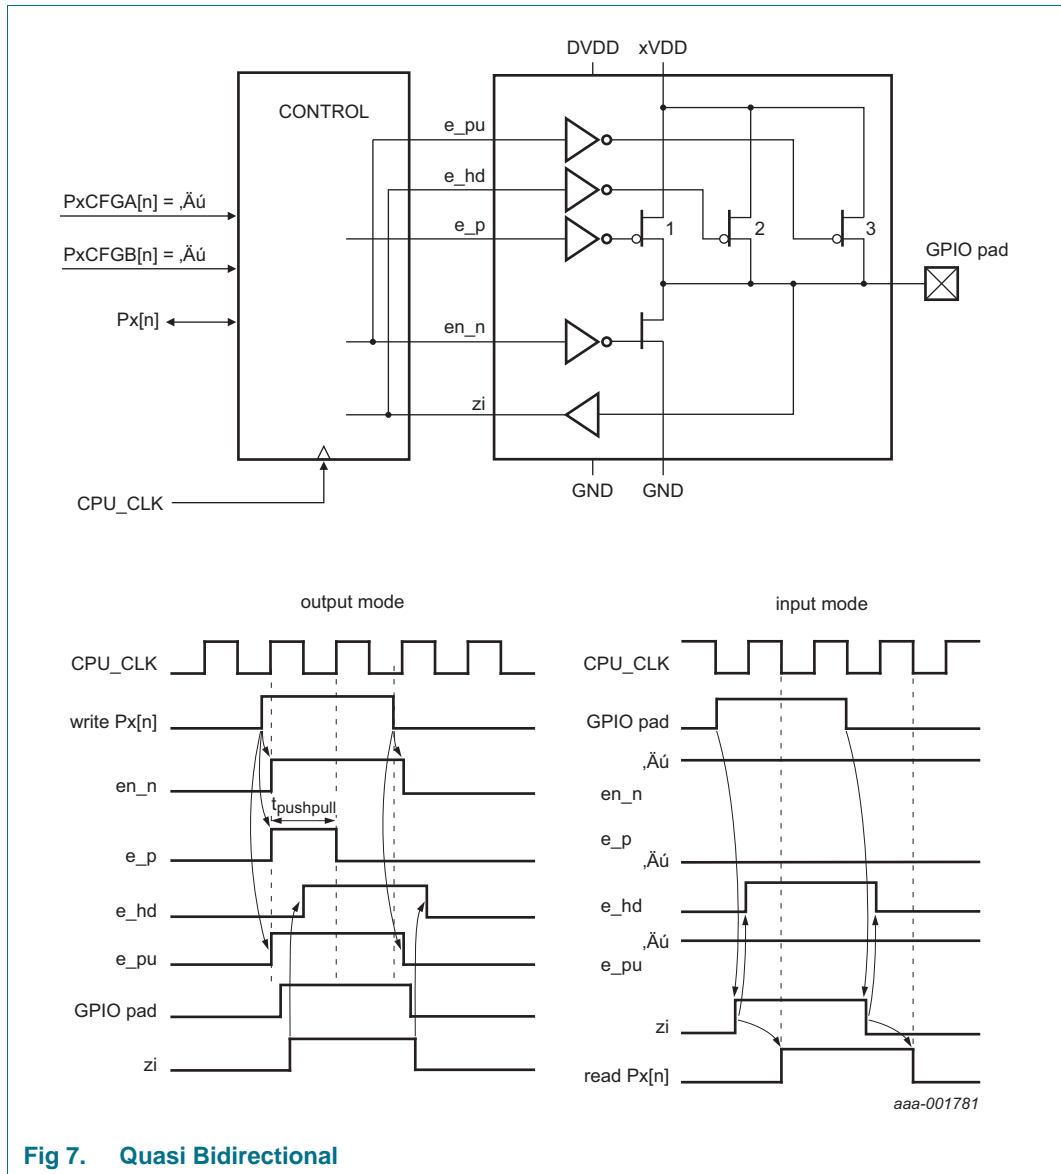 DVDD xVDD
CONTROL
e_pu
e_hd
PxCFGA[n] = ‚Äú
e_p
1 2 3
PxCFGB[n] = ‚Äú
GPIO pad
Px[n]
en_n
zi
GND GND
CPU_CLK
output mode
CPU_CLK
write Px[n]
en_n
tpushpull
e_p
e_hd
e_pu
GPIO pad
zi
input mode
CPU_CLK
GPIO pad
‚Äú
en_n
e_p
‚Äú
e_hd
‚Äú
e_pu
zi
read Px[n]
aaa-001781
Fig 7. Quasi Bidirectional